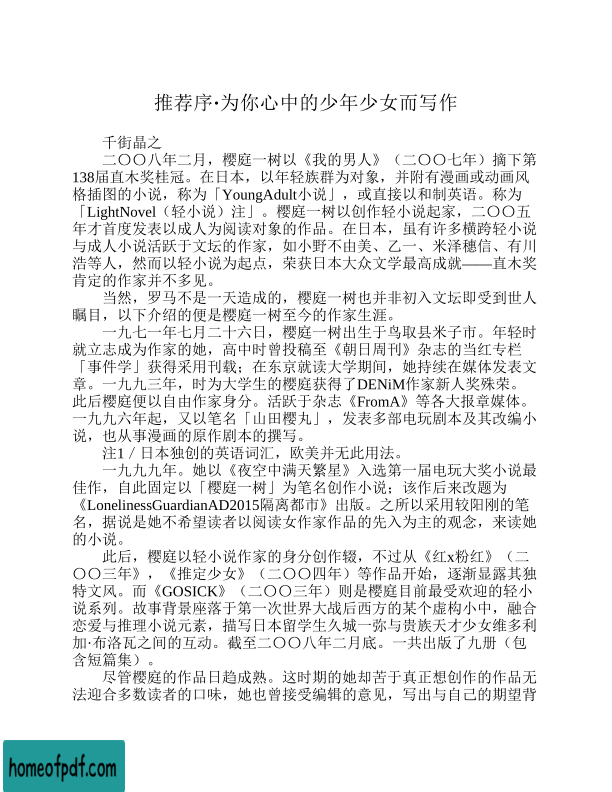 推荐序·为你心中的少年少女而写作
千街晶之
二〇〇八年二月，樱庭一树以《我的男人》（二〇〇七年）摘下第
138届直木奖桂冠。在日本，以年轻族群为对象，并附有漫画或动画风
格插图的小说，称为「YoungAdult小说」，或直接以和制英语。称为
「LightNovel（轻小说）注」。樱庭一树以创作轻小说起家，二〇〇五
年才首度发表以成人为阅读对象的作品。在日本，虽有许多横跨轻小说
与成人小说活跃于文坛的作家，如小野不由美、乙一、米泽穗信、有川
浩等人，然而以轻小说为起点，荣获日本大众文学最高成就——直木奖
肯定的作家并不多见。
当然，罗马不是一天造成的，樱庭一树也并非初入文坛即受到世人
瞩目，以下介绍的便是樱庭一树至今的作家生涯。
一九七一年七月二十六日，樱庭一树出生于鸟取县米子市。年轻时
就立志成为作家的她，高中时曾投稿至《朝日周刊》杂志的当红专栏
「事件学」获得采用刊载；在东京就读大学期间，她持续在媒体发表文
章。一九九三年，时为大学生的樱庭获得了DENiM作家新人奖殊荣。
此后樱庭便以自由作家身分。活跃于杂志《FromA》等各大报章媒体。
一九九六年起，又以笔名「山田樱丸」，发表多部电玩剧本及其改编小
说，也从事漫画的原作剧本的撰写。
注1／日本独创的英语词汇，欧美并无此用法。
一九九九年。她以《夜空中满天繁星》入选第一届电玩大奖小说最
佳作，自此固定以「樱庭一树」为笔名创作小说；该作后来改题为
《LonelinessGuardianAD2015隔离都市》出版。之所以采用较阳刚的笔
名，据说是她不希望读者以阅读女作家作品的先入为主的观念，来读她
的小说。
此后，樱庭以轻小说作家的身分创作辍，不过从《红x粉红》（二
〇〇三年），《推定少女》（二〇〇四年）等作品开始，逐渐显露其独
特文风。而《GOSICK》（二〇〇三年）则是樱庭目前最受欢迎的轻小
说系列。故事背景座落于第一次世界大战后西方的某个虚构小中，融合
恋爱与推理小说元素，描写日本留学生久城一弥与贵族天才少女维多利
加·布洛瓦之间的互动。截至二〇〇八年二月底。一共出版了九册（包
含短篇集）。
尽管樱庭的作品日趋成熟。这时期的她却苦于真正想创作的作品无
法迎合多数读者的口味，她也曾接受编辑的意见，写出与自己的期望背
homeofpdf.com